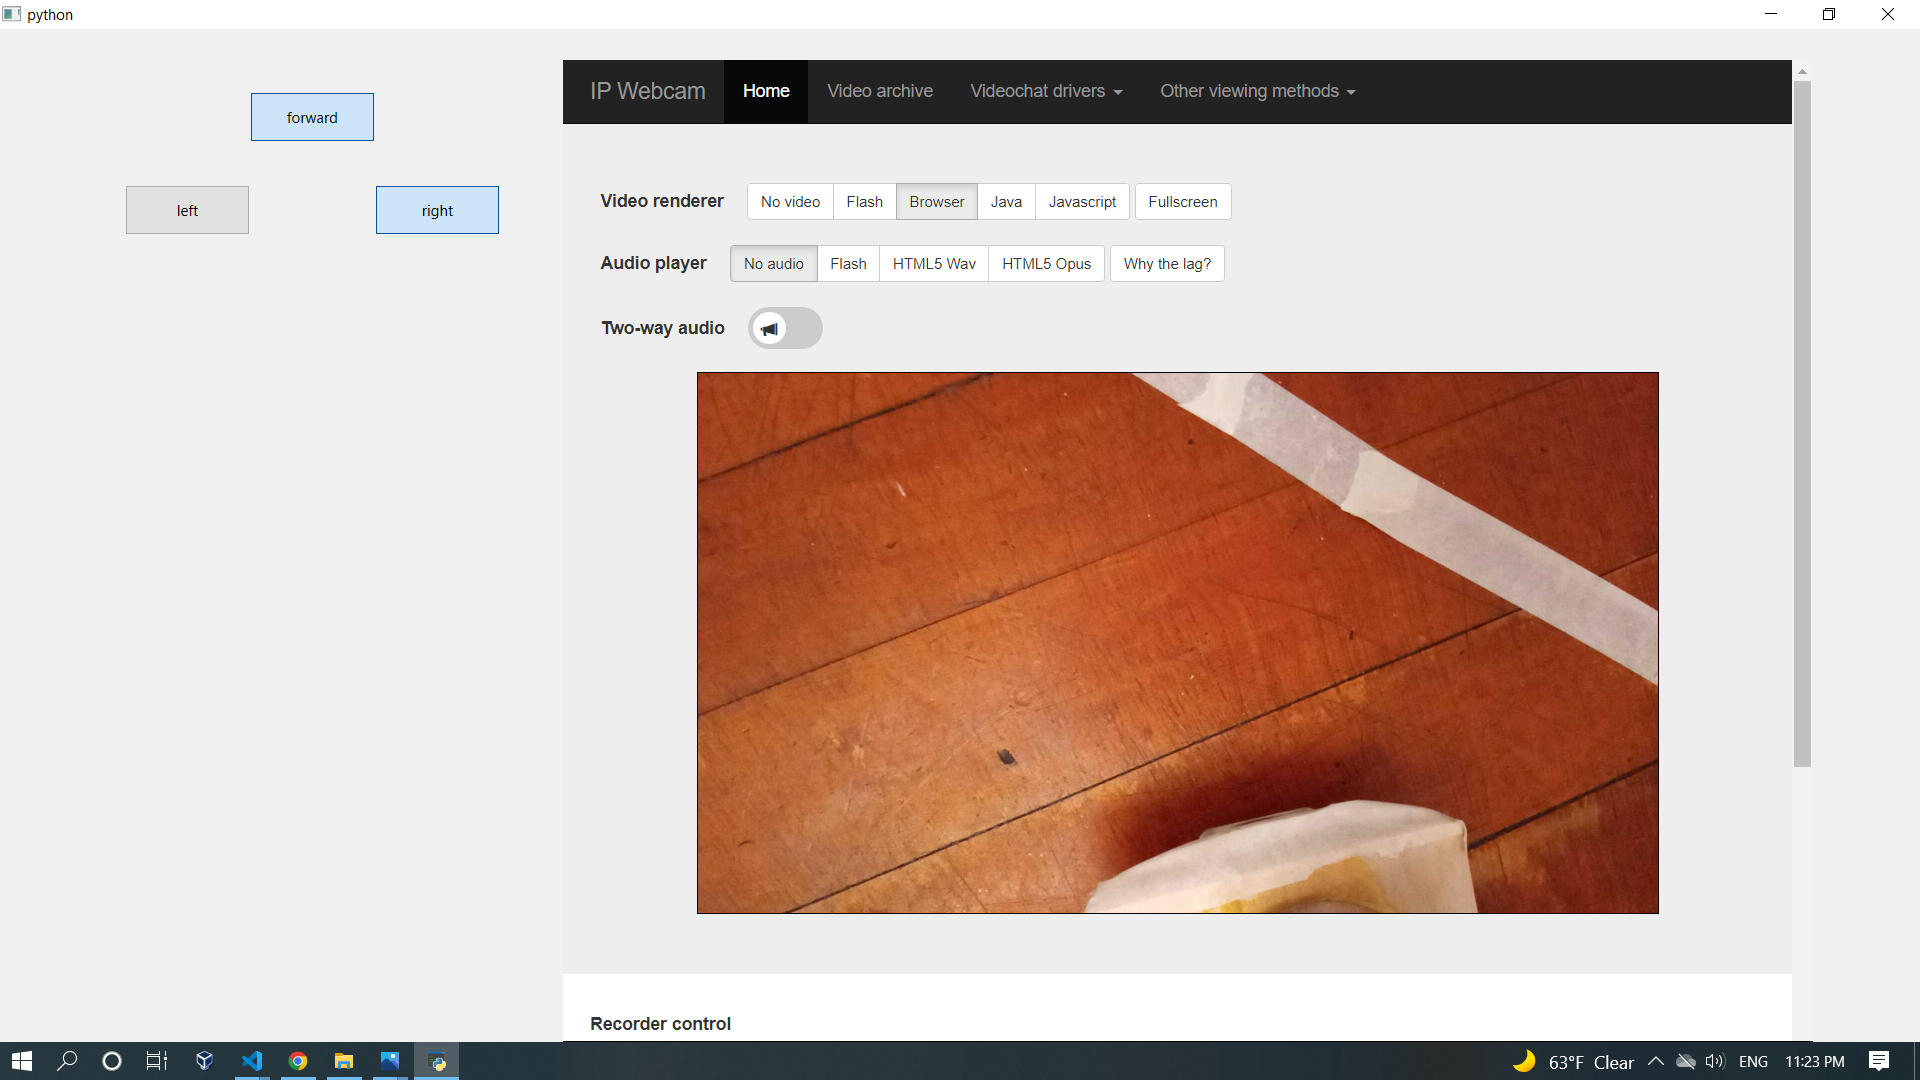 python
forward
left
right
IP Webcam Home Video archive Videochat drivers Other viewing methods
Video renderer No video Flash Browser Java Javascript Fullscreen
Audio player No audio Flash HTML5 Wav HTML5 Opus Why the lag?
Two-way audio
Recorder control
63°F Clear ENG 11:23 PM